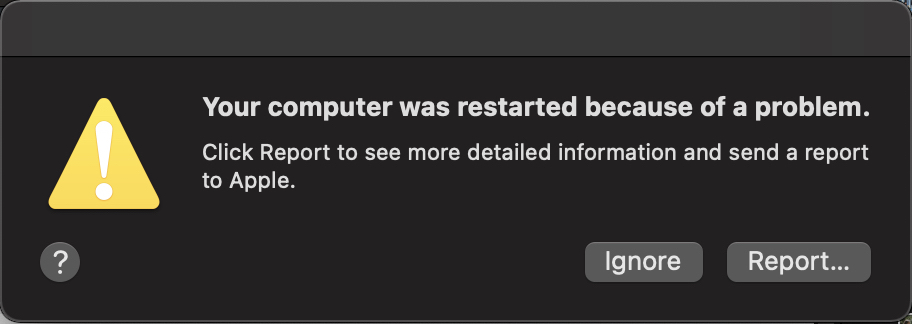 Your computer was restarted because of a problem.
Click Report to see more detailed information and send a report
to Apple.
?
Ignore
Report...